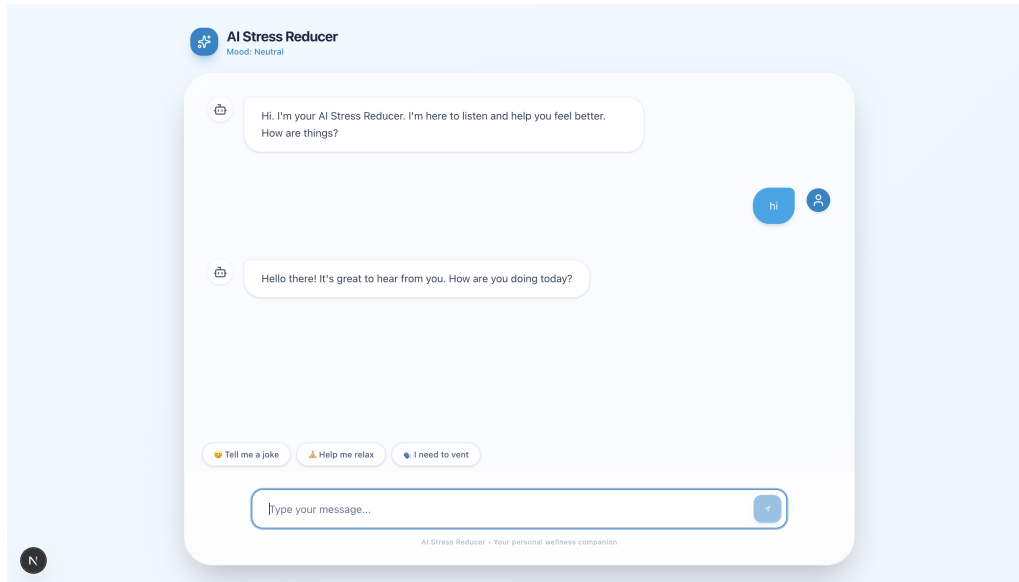 AI Stress Reducer
Mood: Neutral
Hi. I'm your AI Stress Reducer. I'm here to listen and help you feel better.
How are things?
hi
Hello there! It's great to hear from you. How are you doing today?
😊 Tell me a joke
🙏 Help me relax
🗣️ I need to vent
Type your message...
AI Stress Reducer • Your personal wellness companion
N